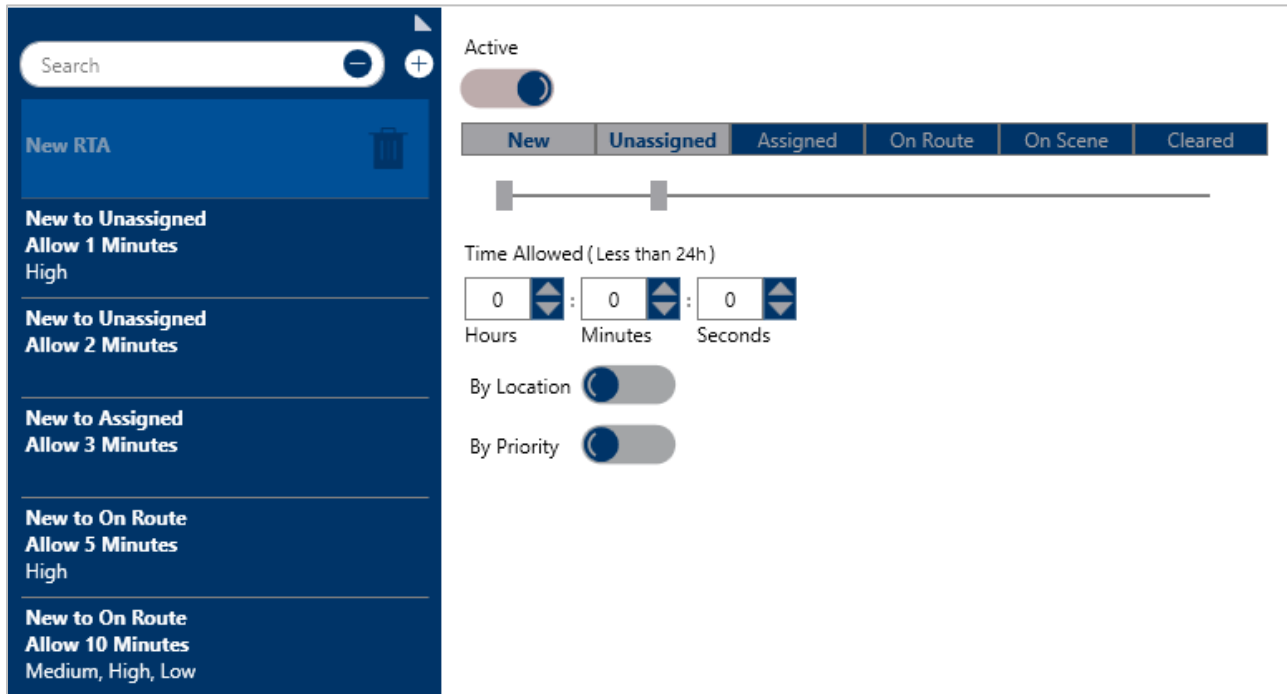 Search
New RTA
New to Unassigned
Allow 1 Minutes
High
New to Unassigned
Allow 2 Minutes
New to Assigned
Allow 3 Minutes
New to On Route
Allow 5 Minutes
High
New to On Route
Allow 10 Minutes
Medium, High, Low
Active
New Unassigned Assigned On Route On Scene Cleared
Time Allowed ( Less than 24h )
0 : 0 : 0
Hours Minutes Seconds
By Location
By Priority